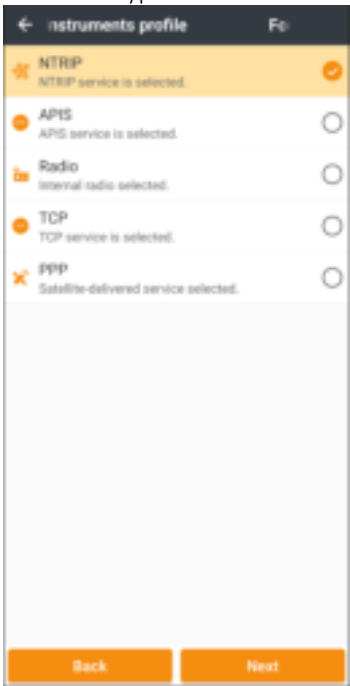 nstruments profile Fo
NTRIP
NTRIP service is selected.
APIS
APIS service is selected.
Radio
Internal radio selected.
TCP
TCP service is selected.
PPP
Satellite-delivered service selected.
Back Next